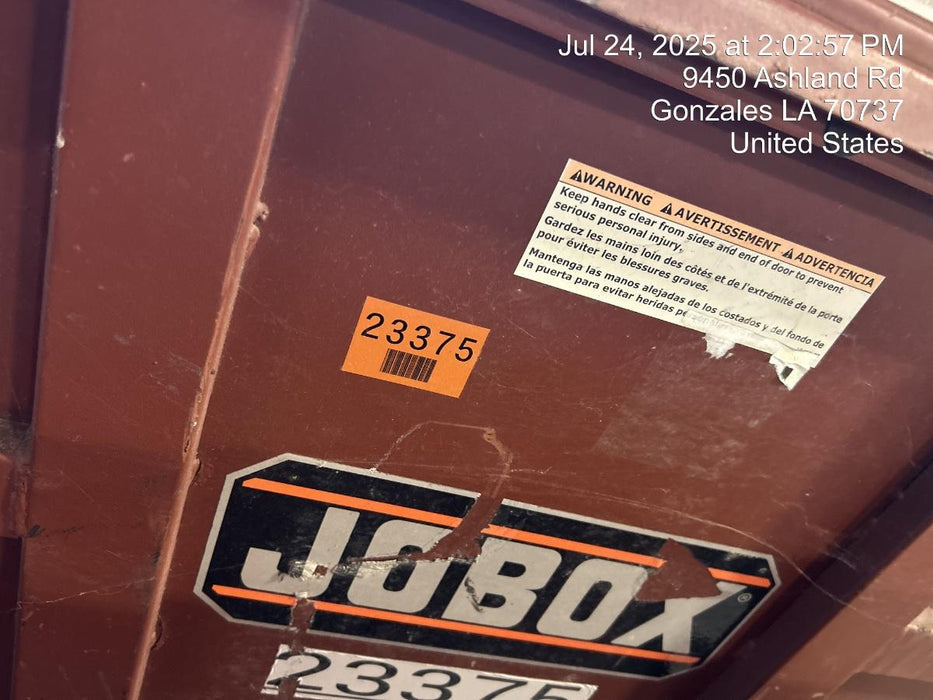 Jul 24, 2025 at 2:02:57 PM
9450 Ashland Rd
Gonzales LA 70737
United States
⚠WARNING ⚠AVERTISSEMENT ⚠ADVERTENCIA
Keep hands clear from sides and end of door to prevent
serious personal injury.
Gardez les mains loin des côtés et de l'extrémité de la porte
pour éviter les blessures graves.
Mantenga las manos alejadas de los costados y del fondo de
la puerta para evitar heridas
23375
JOBOX®
23375